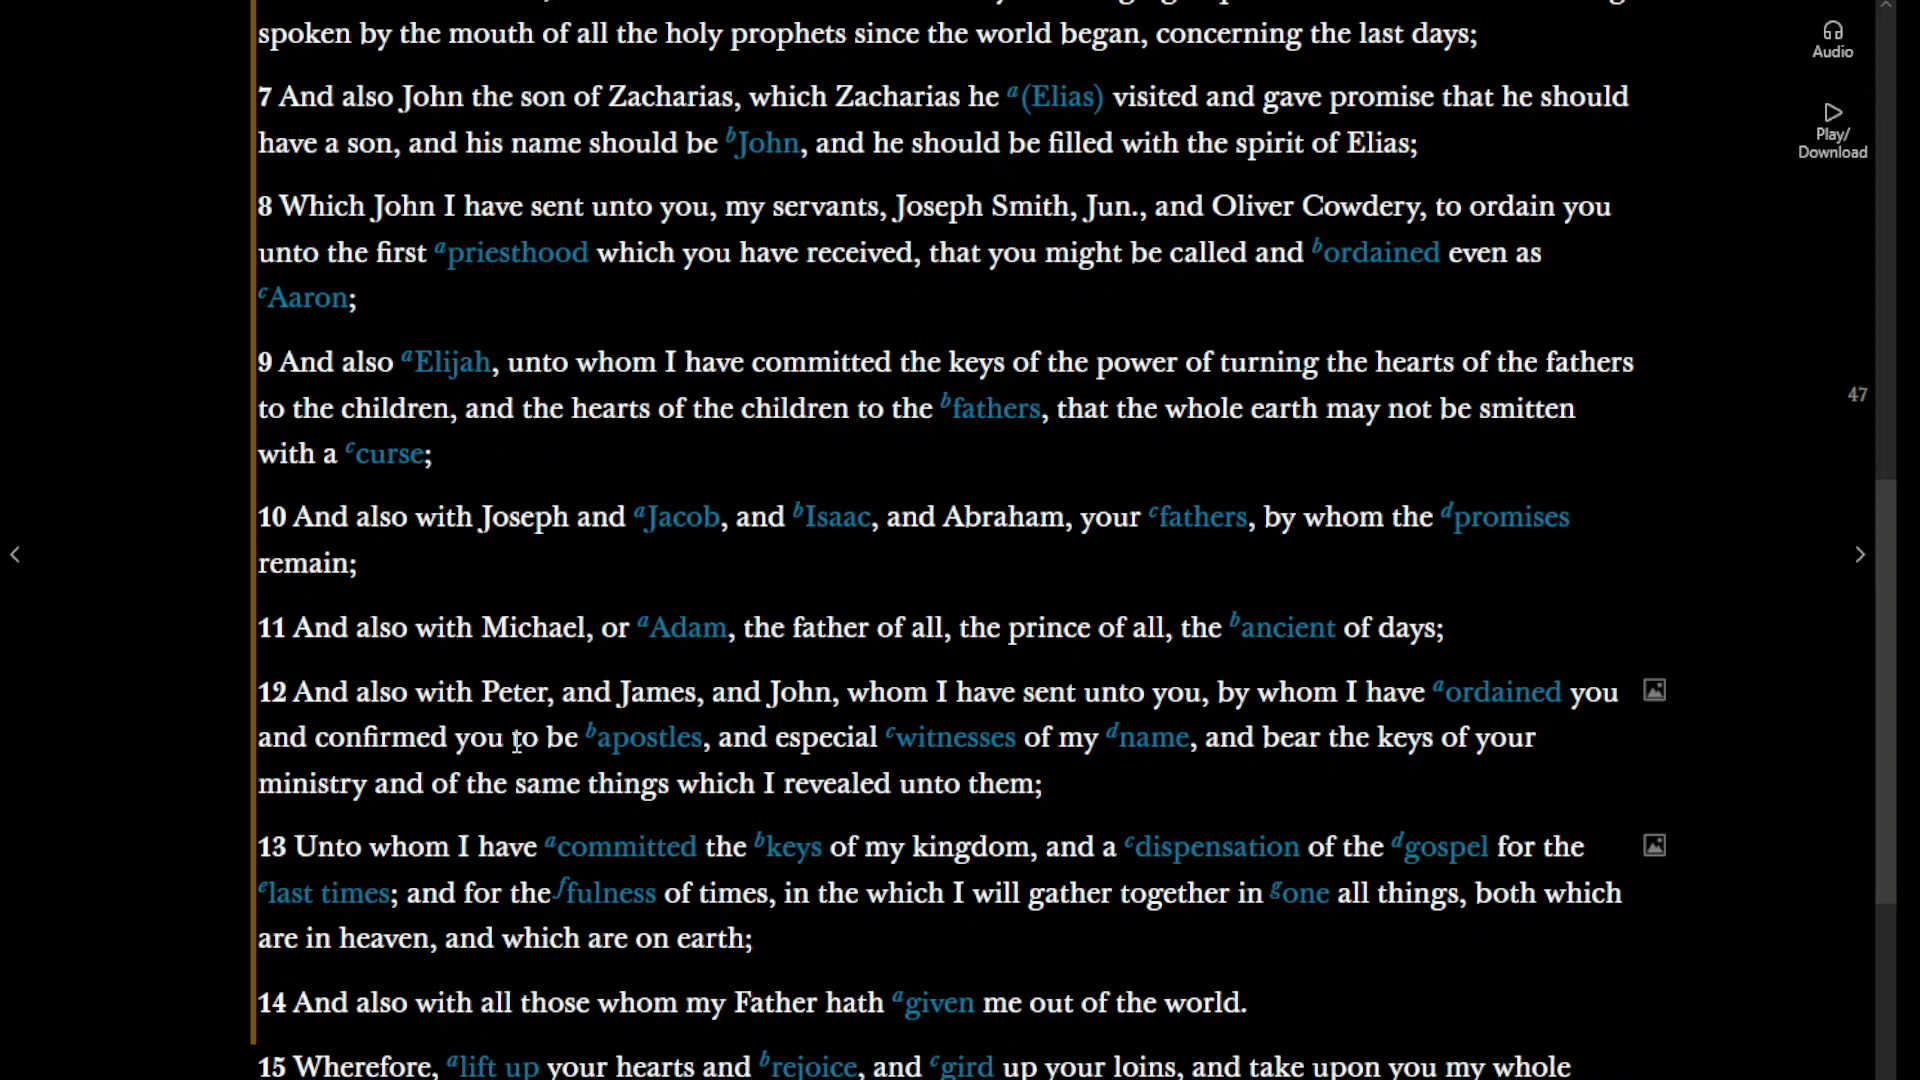 spoken by the mouth of all the holy prophets since the world began, concerning the last days;
7 And also John the son of Zacharias, which Zacharias he a(Elias) visited and gave promise that he should
have a son, and his name should be bJohn, and he should be filled with the spirit of Elias;
8 Which John I have sent unto you, my servants, Joseph Smith, Jun., and Oliver Cowdery, to ordain you
unto the first apriesthood which you have received, that you might be called and bordained even as
cAaron;
9 And also aElijah, unto whom I have committed the keys of the power of turning the hearts of the fathers
to the children, and the hearts of the children to the bfathers, that the whole earth may not be smitten
with a ccurse;
10 And also with Joseph and aJacob, and bIsaac, and Abraham, your cfathers, by whom the dpromises
remain;
11 And also with Michael, or aAdam, the father of all, the prince of all, the bancient of days;
12 And also with Peter, and James, and John, whom I have sent unto you, by whom I have aordained you
and confirmed you to be bapostles, and especial cwitnesses of my dname, and bear the keys of your
ministry and of the same things which I revealed unto them;
13 Unto whom I have acommitted the bkeys of my kingdom, and a cdispensation of the dgospel for the
elast times; and for the ffulness of times, in the which I will gather together in gone all things, both which
are in heaven, and which are on earth;
14 And also with all those whom my Father hath agiven me out of the world.
15 Wherefore, alift up your hearts and brejoice, and cgird up your loins, and take upon you my whole
Audio
Play/
Download
47